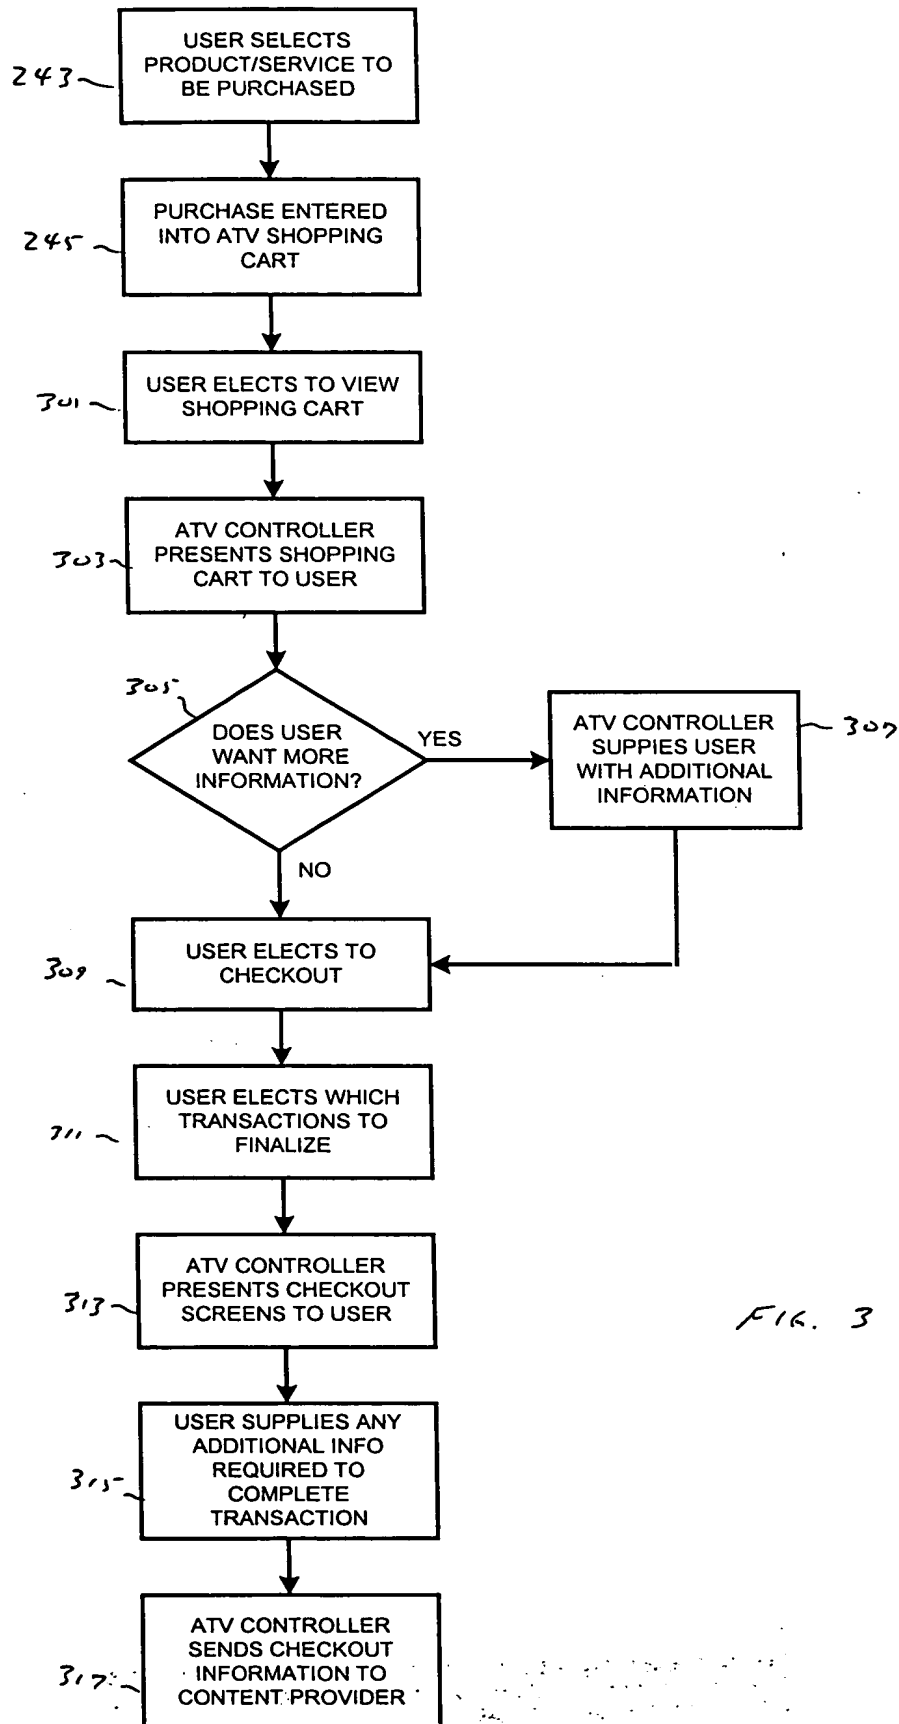 USER SELECTS
PRODUCT/SERVICE TO
BE PURCHASED
243
PURCHASE ENTERED
INTO ATV SHOPPING
CART
245
USER ELECTS TO VIEW
SHOPPING CART
301
ATV CONTROLLER
PRESENTS SHOPPING
CART TO USER
303
305
DOES USER
WANT MORE
INFORMATION?
YES
ATV CONTROLLER
SUPPIES USER
WITH ADDITIONAL
INFORMATION
307
NO
USER ELECTS TO
CHECKOUT
309
USER ELECTS WHICH
TRANSACTIONS TO
FINALIZE
311
ATV CONTROLLER
PRESENTS CHECKOUT
SCREENS TO USER
313
FIG. 3
USER SUPPLIES ANY
ADDITIONAL INFO
REQUIRED TO
COMPLETE
TRANSACTION
315
ATV CONTROLLER
SENDS CHECKOUT
INFORMATION TO
CONTENT PROVIDER
317